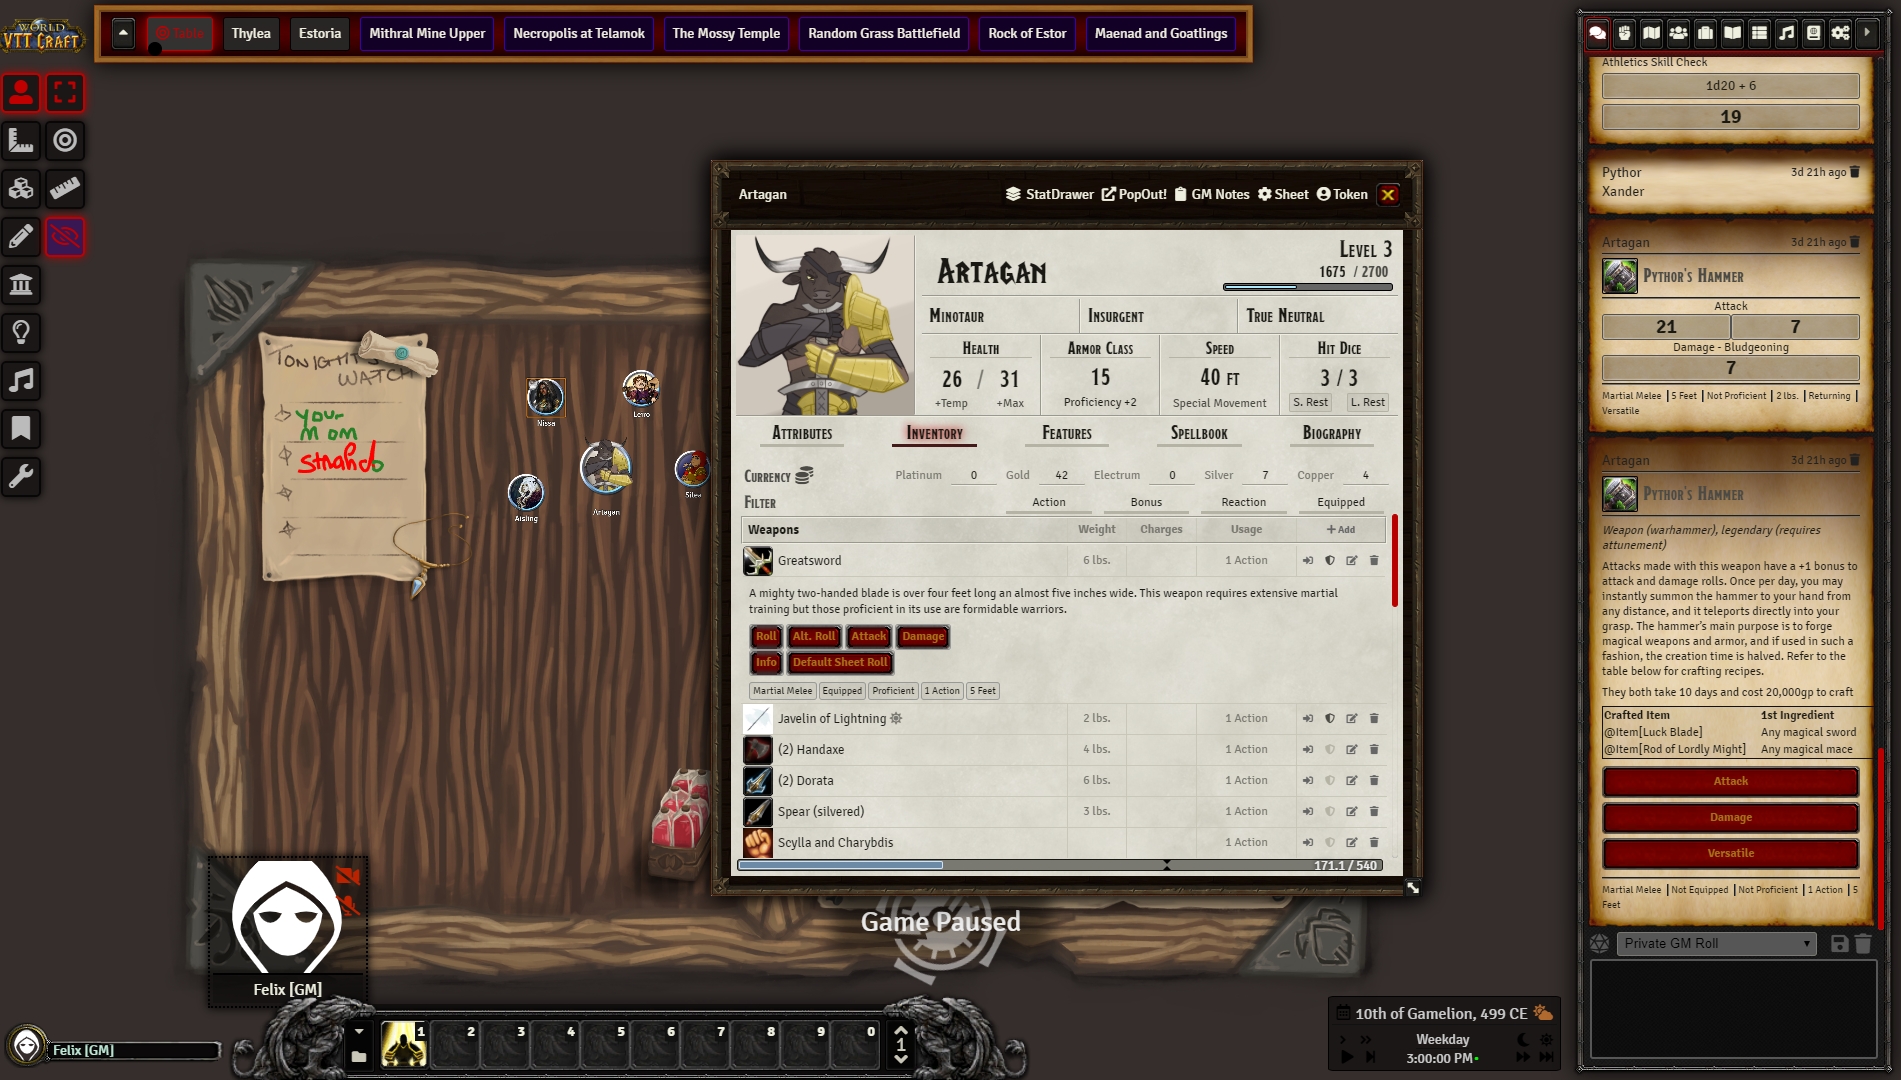 WORLD
VTT CRAFT
Table
Thylea
Estoria
Mithral Mine Upper
Necropolis at Telamok
The Mossy Temple
Random Grass Battlefield
Rock of Estor
Maenad and Goatlings
TONIGHT
WATCH
your
mom
strahd
Nissa
Lerro
Aisling
Artagan
Silea
Artagan
StatDrawer
PopOut!
GM Notes
Sheet
Token
Artagan
Level 3
1675 / 2700
Minotaur
Insurgent
True Neutral
Health
Armor Class
Speed
Hit Dice
26 / 31
15
40 FT
3 / 3
+Temp +Max
Proficiency +2
Special Movement
S. Rest
L. Rest
Attributes
Inventory
Features
Spellbook
Biography
Currency
Platinum 0
Gold 42
Electrum 0
Silver 7
Copper 4
Filter
Action
Bonus
Reaction
Equipped
Weapons Weight Charges Usage + Add
Greatsword 6 lbs. 1 Action
A mighty two-handed blade is over four feet long an almost five inches wide. This weapon requires extensive martial
training but those proficient in its use are formidable warriors.
Roll Alt. Roll Attack Damage
Info Default Sheet Roll
Martial Melee Equipped Proficient 1 Action 5 Feet
Javelin of Lightning 2 lbs. 1 Action
(2) Handaxe 4 lbs. 1 Action
(2) Dorata 6 lbs. 1 Action
Spear (silvered) 3 lbs. 1 Action
Scylla and Charybdis 1 Action
171.1 / 540
Game Paused
Felix [GM]
Felix [GM]
1 2 3 4 5 6 7 8 9 0
1
10th of Gamelion, 499 CE
Weekday
3:00:00 PM
Athletics Skill Check
1d20 + 6
19
Pythor 3d 21h ago
Xander
Artagan 3d 21h ago
Pythor's Hammer
Attack
21 7
Damage - Bludgeoning
7
Martial Melee | 5 Feet | Not Proficient | 2 lbs. | Returning |
Versatile
Artagan 3d 21h ago
Pythor's Hammer
Weapon (warhammer), legendary (requires
attunement)
Attacks made with this weapon have a +1 bonus to
attack and damage rolls. Once per day, you may
instantly summon the hammer to your hand from
any distance, and it teleports directly into your
grasp. The hammer's main purpose is to forge
magical weapons and armor, and if used in such a
fashion, the creation time is halved. Refer to the
table below for crafting recipes.
They both take 10 days and cost 20,000gp to craft
Crafted Item 1st Ingredient
@Item[Luck Blade] Any magical sword
@Item[Rod of Lordly Might] Any magical mace
Attack
Damage
Versatile
Martial Melee | Not Equipped | Not Proficient | 1 Action | 5
Feet
Private GM Roll